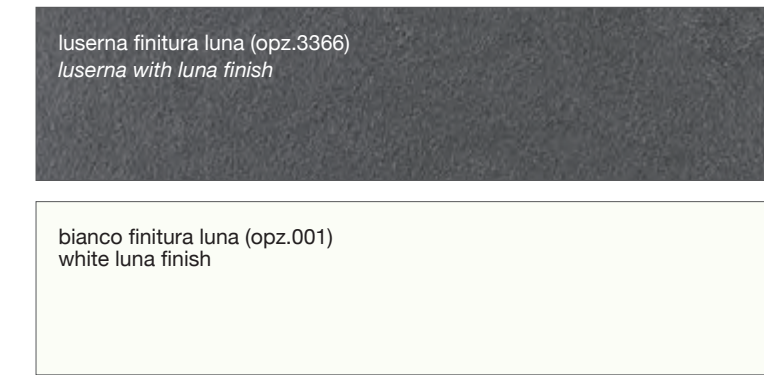 luserna finitura luna (opz.3366)
luserna with luna finish
bianco finitura luna (opz.001)
white luna finish